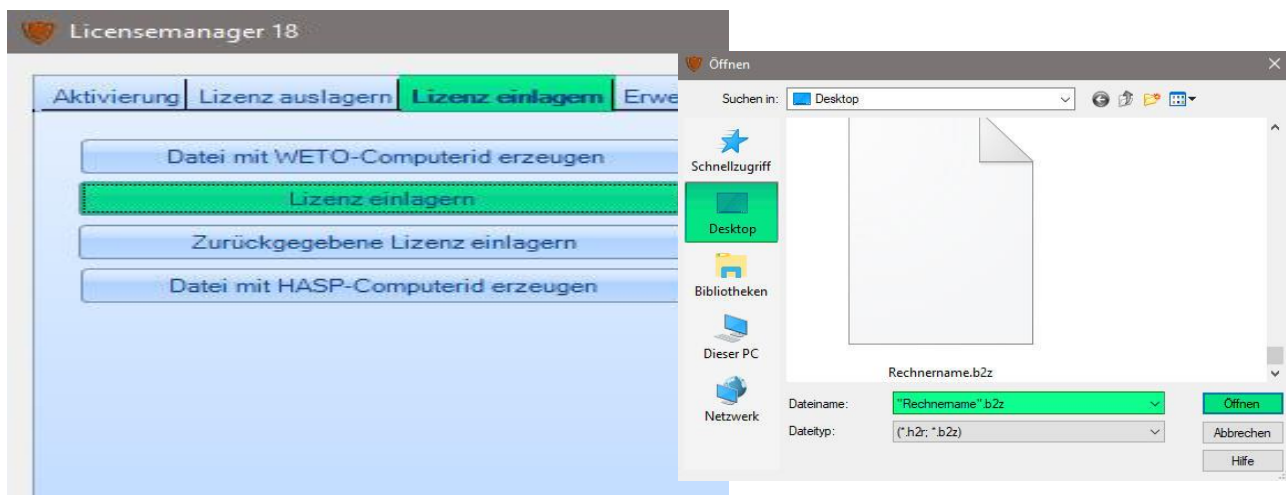 Licensemanager 18
Aktivierung Lizenz auslagern Lizenz einlagern Erwe
Datei mit WETO-Computerid erzeugen
Lizenz einlagern
Zurückgegebene Lizenz einlagern
Datei mit HASP-Computerid erzeugen
Öffnen
Suchen in: Desktop
Schnellzugriff
Desktop
Bibliotheken
Dieser PC
Netzwerk
Rechnername.b2z
Dateiname: "Rechnername".b2z Öffnen
Dateityp: (*.h2r; *.b2z) Abbrechen
Hilfe